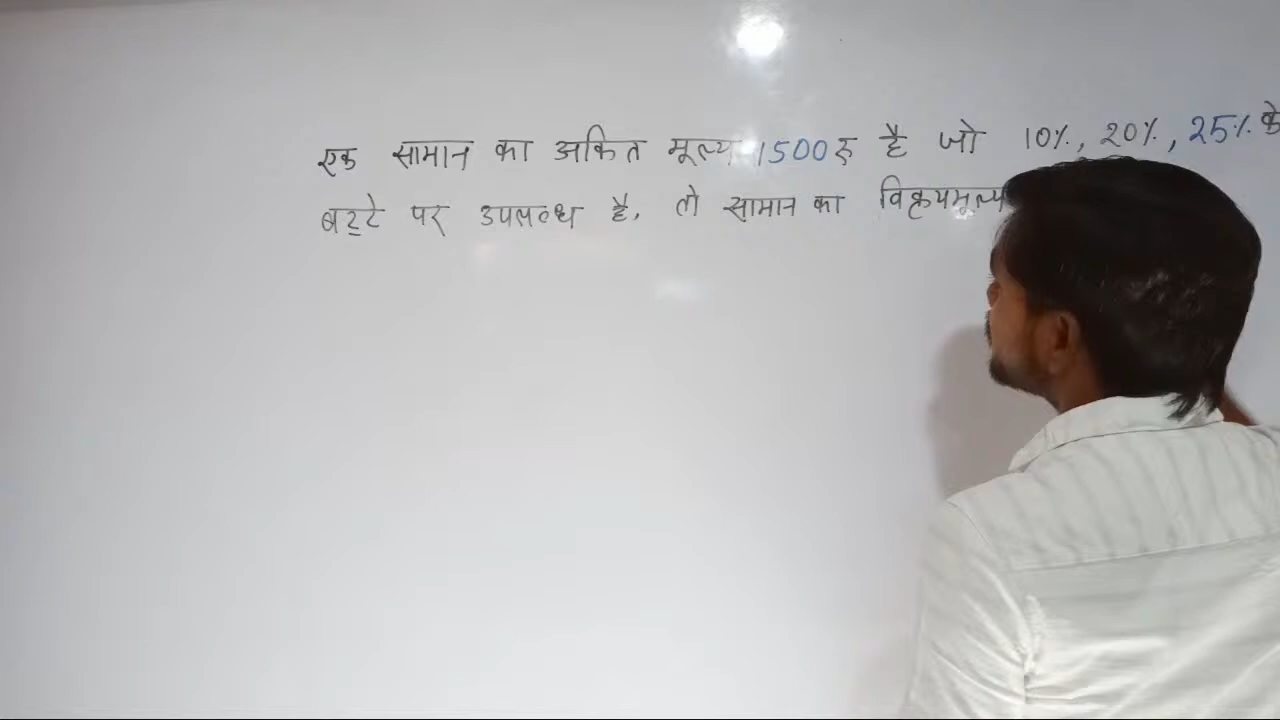 एक सामान का अंकित मूल्य 1500रु है जो 10%, 20%, 25% के
बट्टे पर उपलब्ध है, तो सामान का विक्रयमूल्य